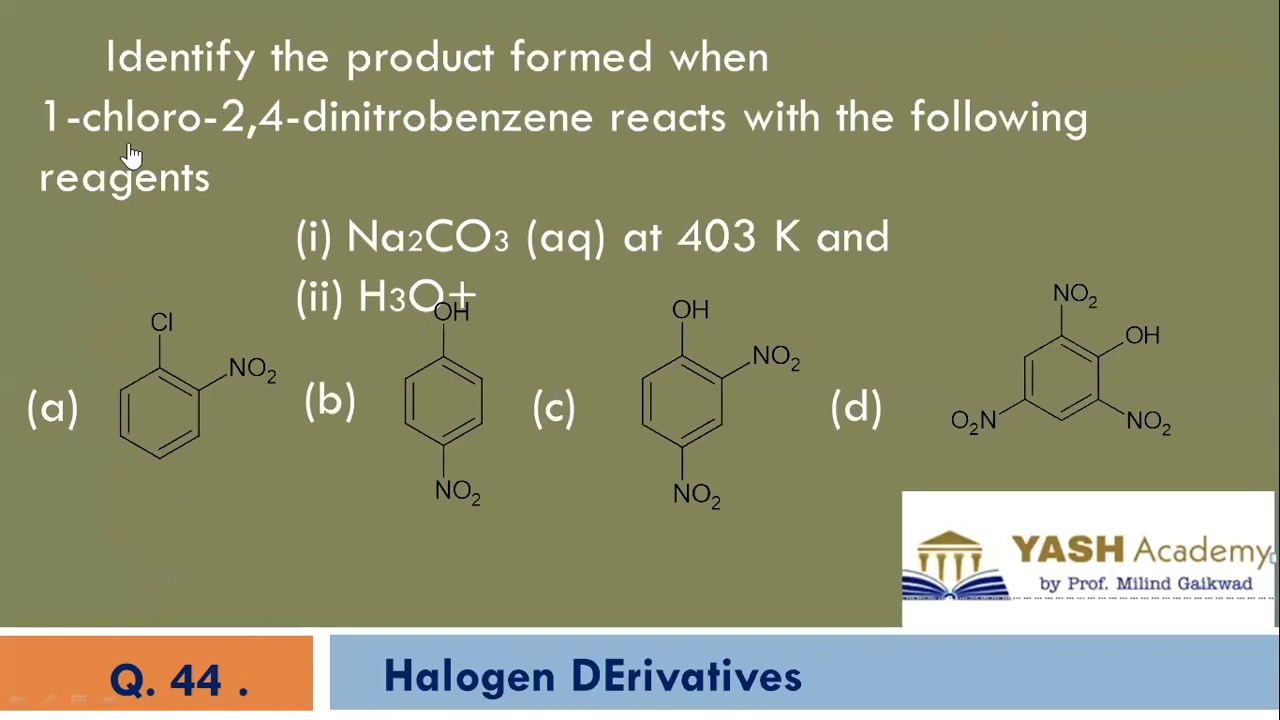 Identify the product formed when
1-chloro-2,4-dinitrobenzene reacts with the following
reagents
(i) Na2CO3 (aq) at 403 K and
(ii) H3O+
(a)
Cl
NO2
(b)
OH
NO2
(c)
OH
NO2
NO2
(d)
NO2
OH
O2N
NO2
YASH Academy
by Prof. Milind Gaikwad
Q. 44 .
Halogen DErivatives